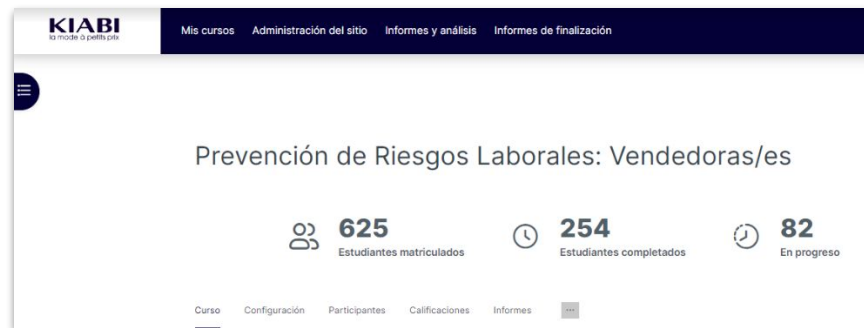 KIABI
la mode à petits prix
Mis cursos Administración del sitio Informes y análisis Informes de finalización
Prevención de Riesgos Laborales: Vendedoras/es
625
Estudiantes matriculados
254
Estudiantes completados
82
En progreso
Curso Configuración Participantes Calificaciones Informes ...